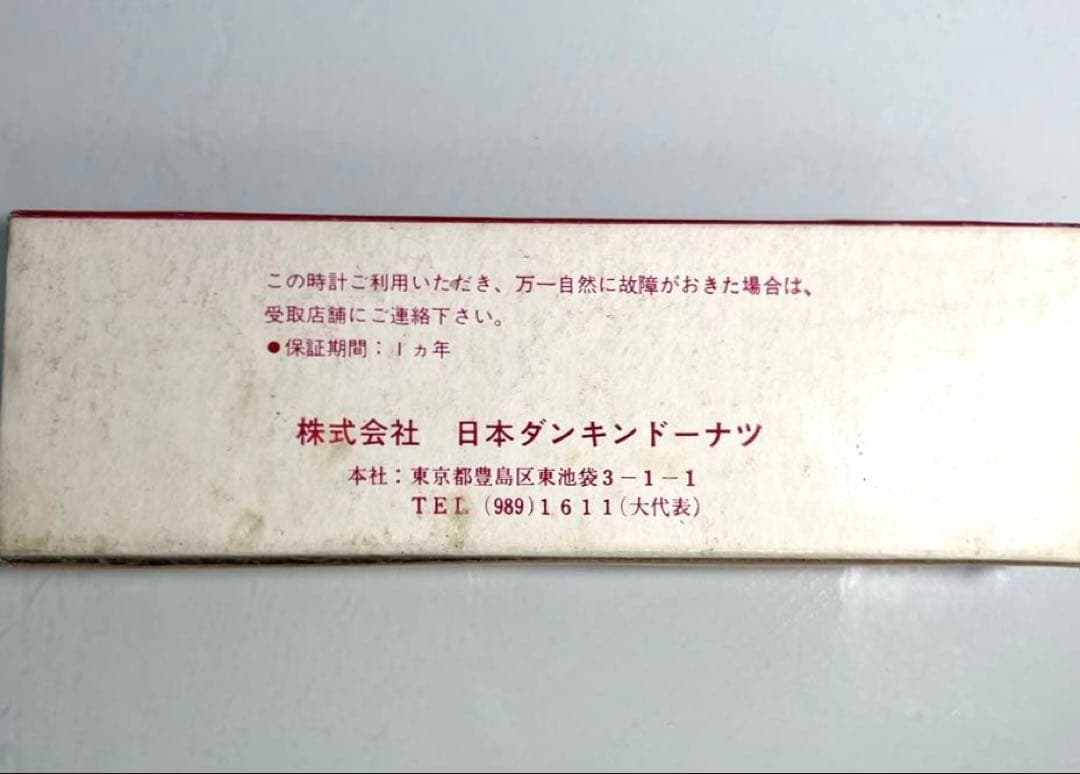 この時計ご利用いただき、万一自然に故障がおきた場合は、
受取店舗にご連絡下さい。
●保証期間：１ヵ年
株式会社　日本ダンキンドーナツ
本社：東京都豊島区東池袋3－1－1
TEL (989)1611(大代表)